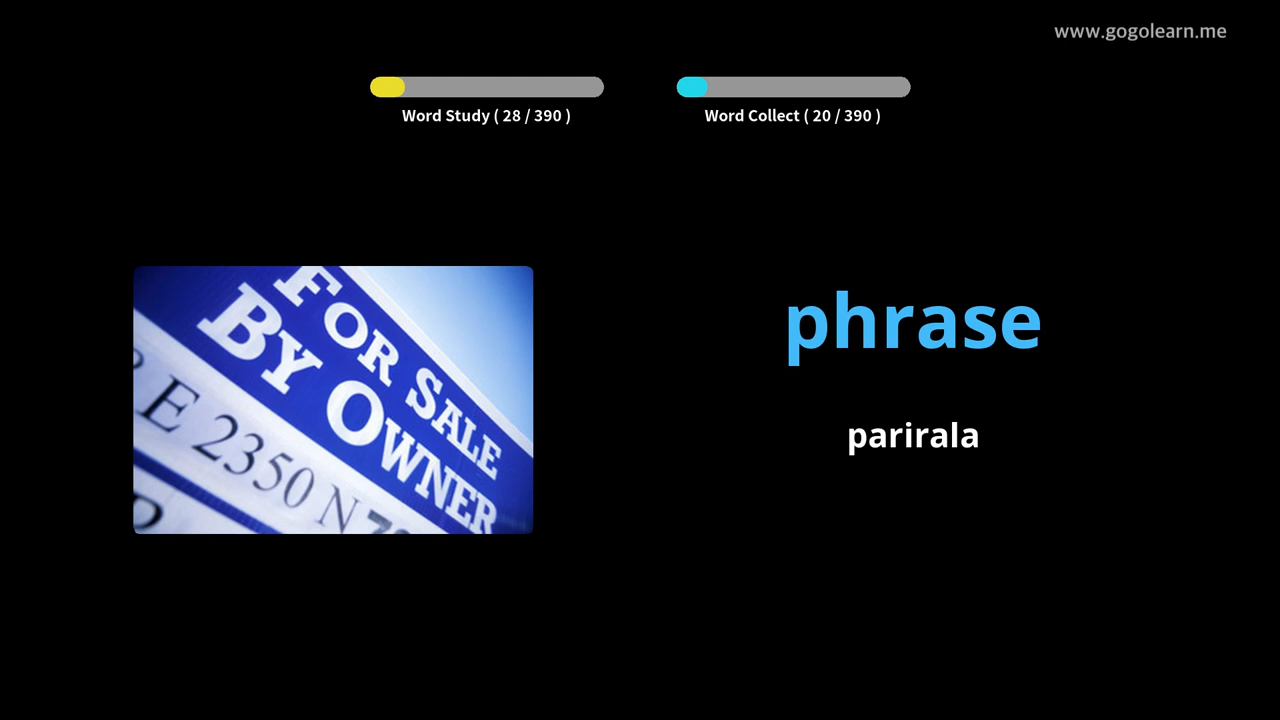 www.gogolearn.me
Word Study ( 28 / 390 )
Word Collect ( 20 / 390 )
FOR SALE
BY OWNER
E 2350 N
phrase
parirala